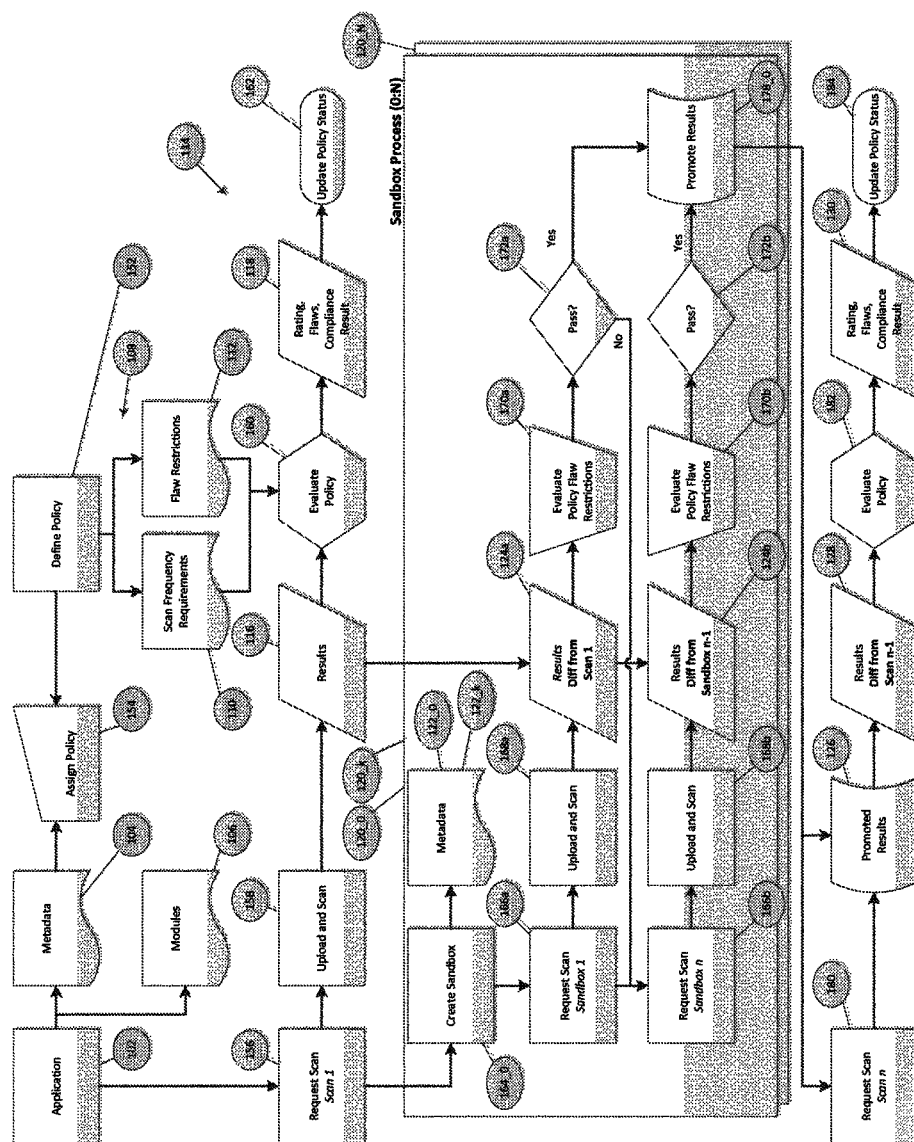 Application
102
Metadata
104
Modules
106
Assign Policy
154
Define Policy
152
108
Scan Frequency
Requirements
110
Flaw Restrictions
112
114
Request Scan
Scan 1
156
Upload and Scan
158
Results
116
Evaluate
Policy
160
Rating,
Flaws,
Compliance
Result
118
Update Policy Status
162
120_0
120_k
120_N
Sandbox Process (0:N)
Create Sandbox
164_0
Metadata
122_0
122_k
Request Scan
Sandbox 1
166a
Upload and Scan
168a
Results
Diff from
Scan 1
124a
Evaluate
Policy Flaw
Restrictions
170a
Pass?
172a
Yes
No
Request Scan
Sandbox n
166b
Upload and Scan
168b
Results
Diff from
Sandbox n-1
124b
Evaluate
Policy Flaw
Restrictions
170b
Pass?
172b
Yes
Promote Results
178_0
Request Scan
Scan n
180
Promoted
Results
126
Results
Diff from
Scan n-1
128
Evaluate
Policy
182
Rating,
Flaws,
Compliance
Result
130
Update Policy Status
184